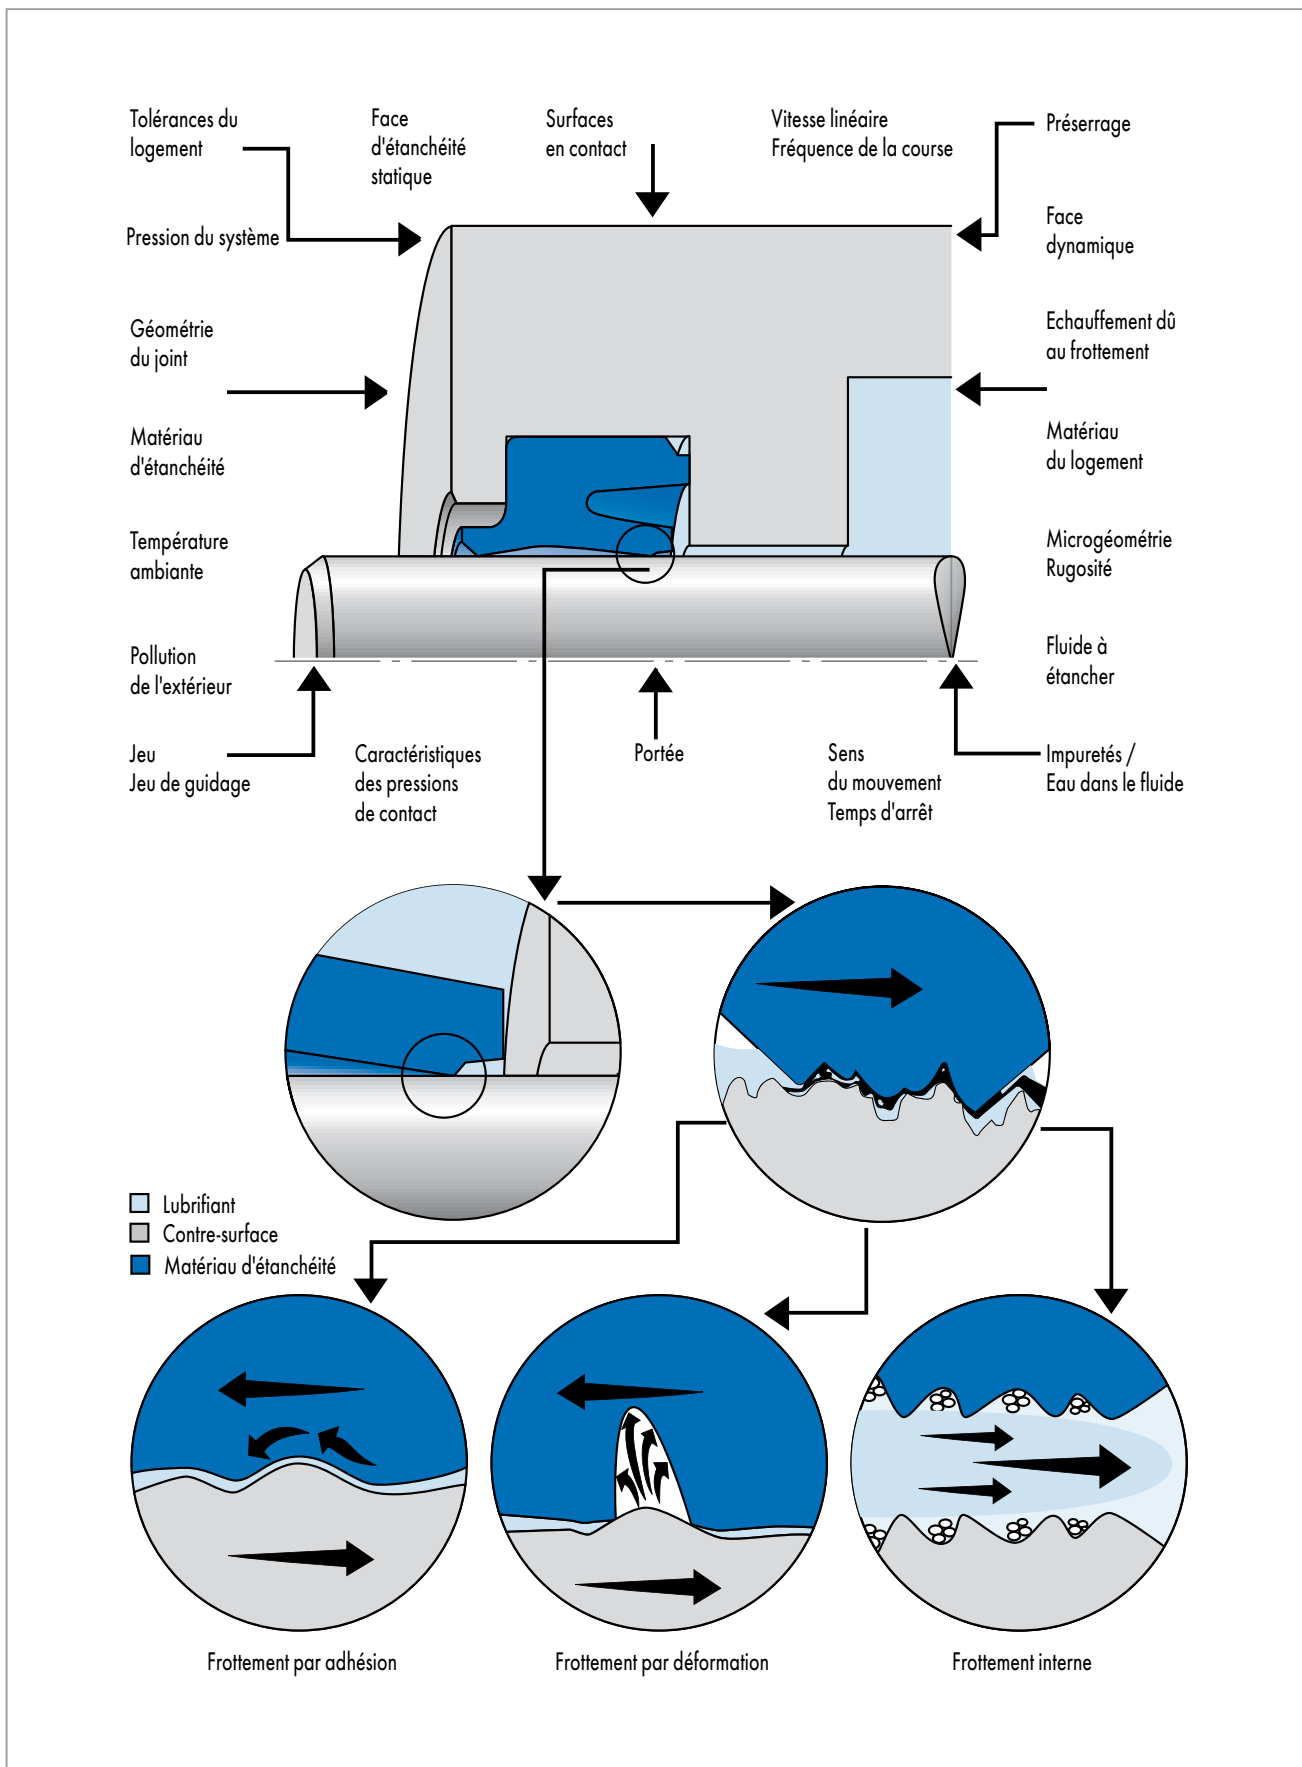 Tolérances du
logement
Face
d'étanchéité
statique
Surfaces
en contact
Vitesse linéaire
Fréquence de la course
Préserrage
Pression du système
Face
dynamique
Géométrie
du joint
Echauffement dû
au frottement
Matériau
d'étanchéité
Matériau
du logement
Température
ambiante
Microgéométrie
Rugosité
Pollution
de l'extérieur
Fluide à
étancher
Jeu
Jeu de guidage
Caractéristiques
des pressions
de contact
Portée
Sens
du mouvement
Temps d'arrêt
Impuretés /
Eau dans le fluide
Lubrifiant
Contre-surface
Matériau d'étanchéité
Frottement par adhésion
Frottement par déformation
Frottement interne